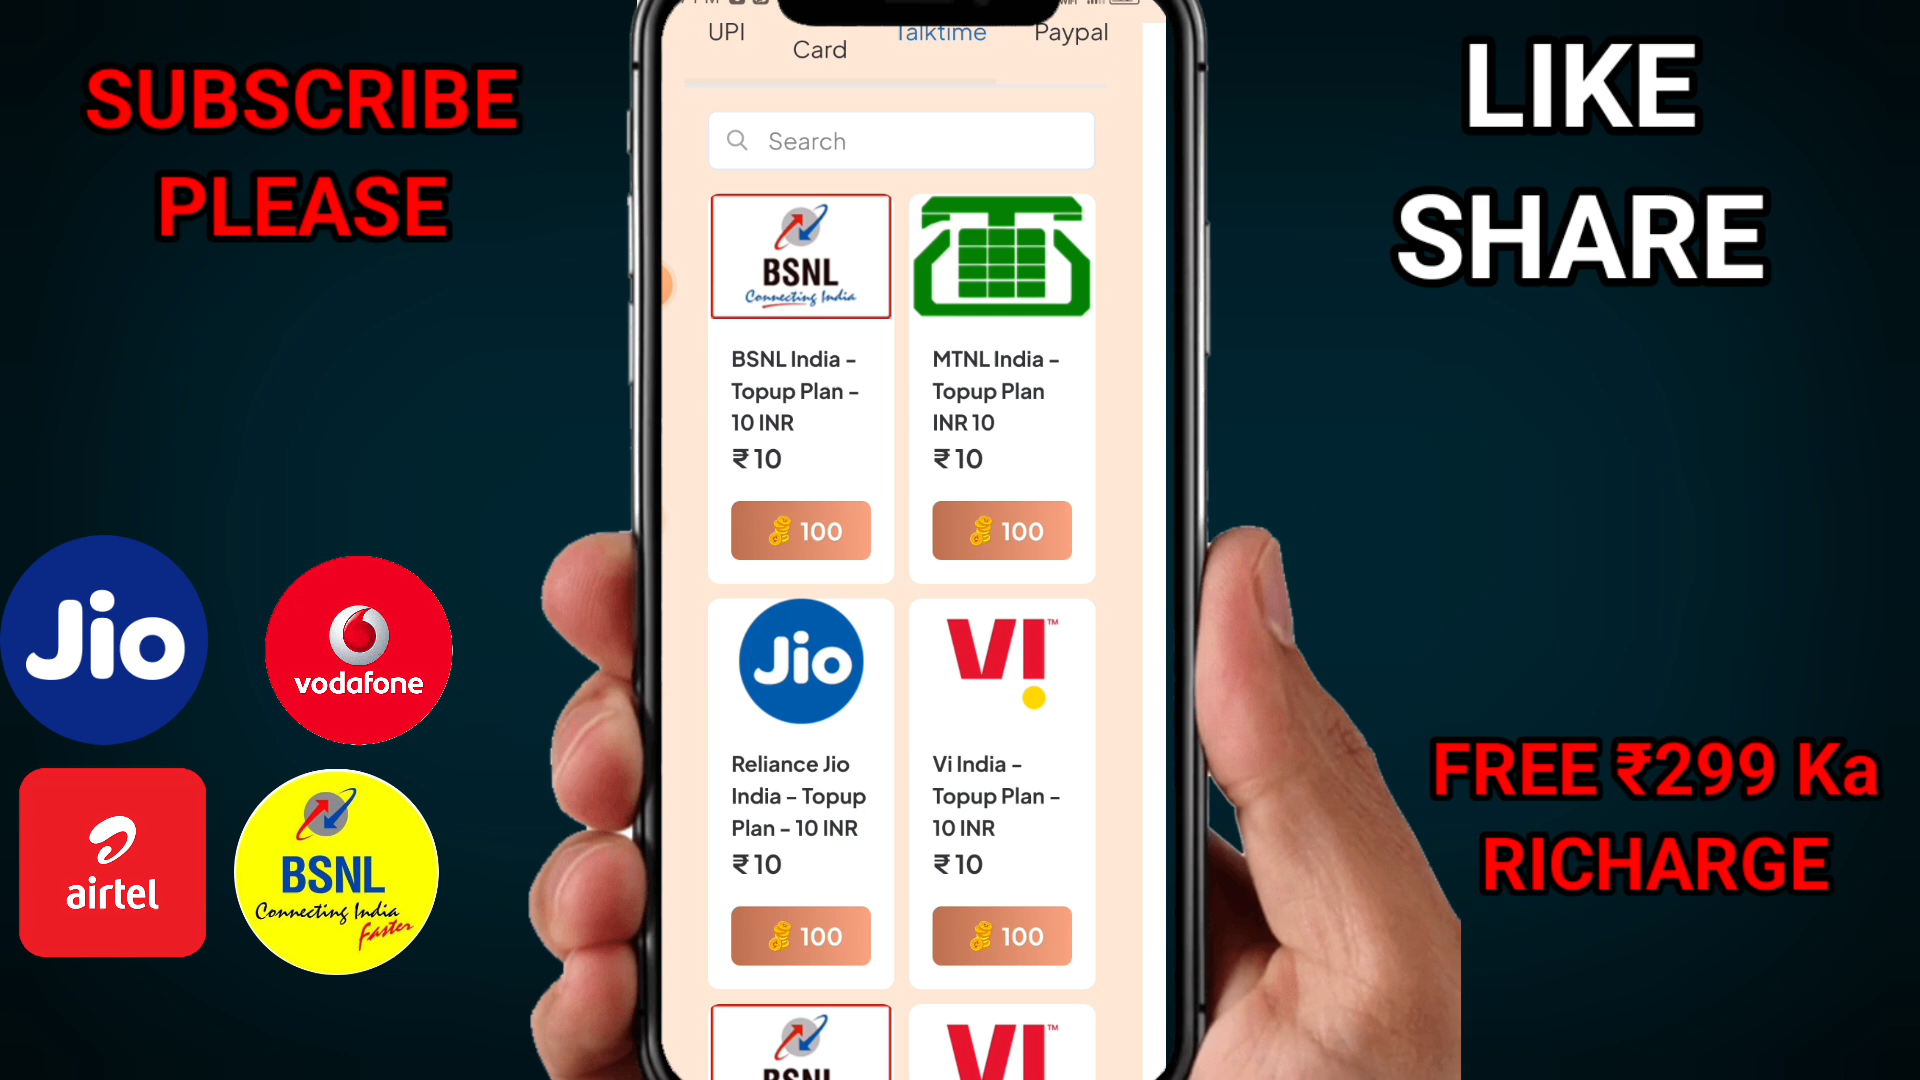 SUBSCRIBE
PLEASE
LIKE
SHARE
UPI
Card
Talktime
Paypal
Search
BSNL
Connecting India
BSNL India –
Topup Plan –
10 INR
₹ 10
100
MTNL India –
Topup Plan
INR 10
₹ 10
100
Jio
Reliance Jio
India – Topup
Plan – 10 INR
₹ 10
100
VI™
Vi India –
Topup Plan –
10 INR
₹ 10
100
BSNL
VI™
Jio
vodafone
airtel
BSNL
Connecting India
Faster
FREE ₹299 Ka
RICHARGE